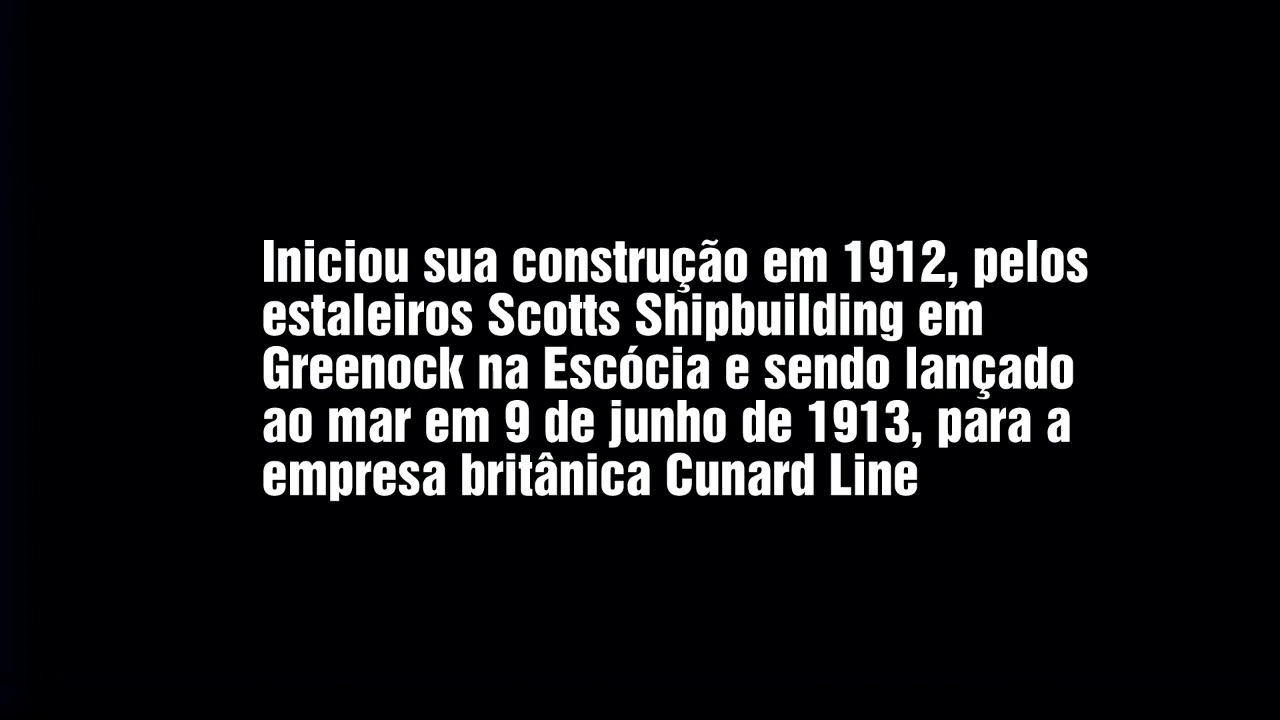 Iniciou sua construção em 1912, pelos
estaleiros Scotts Shipbuilding em
Greenock na Escócia e sendo lançado
ao mar em 9 de junho de 1913, para a
empresa britânica Cunard Line